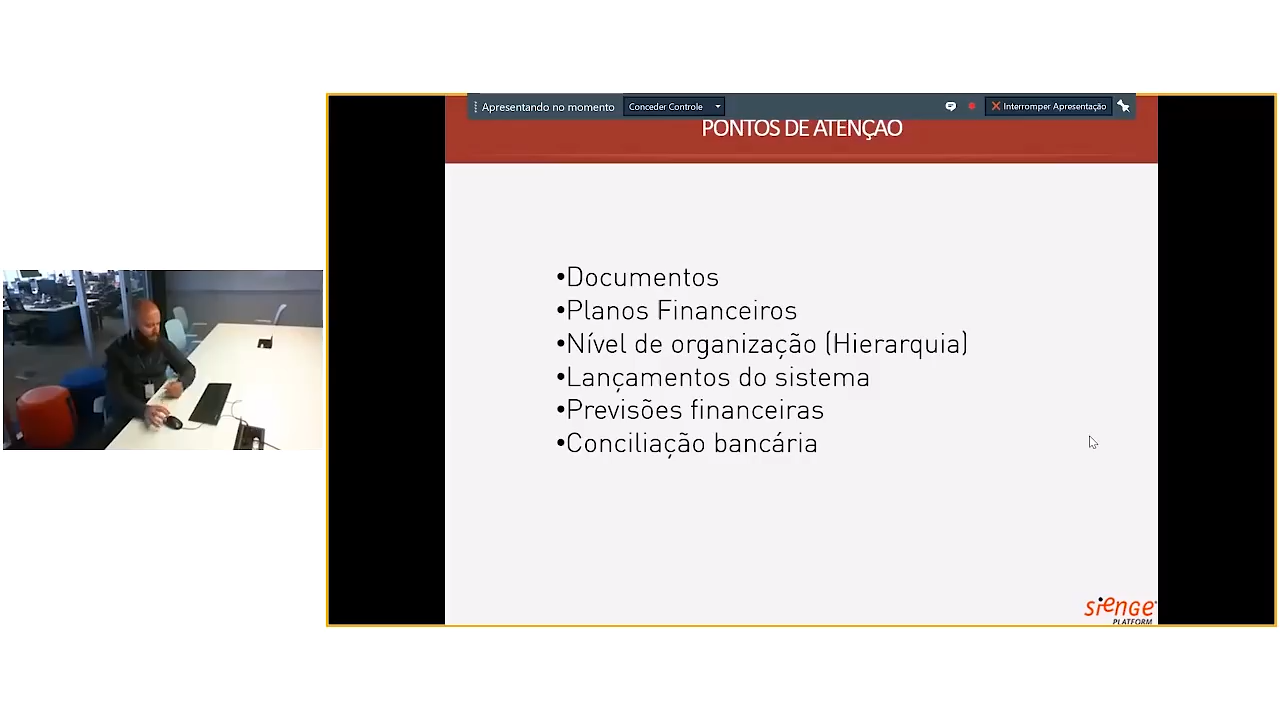 Apresentando no momento
Conceder Controle
Interromper Apresentação
PONTOS DE ATENÇÃO
•Documentos
•Planos Financeiros
•Nível de organização (Hierarquia)
•Lançamentos do sistema
•Previsões financeiras
•Conciliação bancária
sienge
PLATFORM